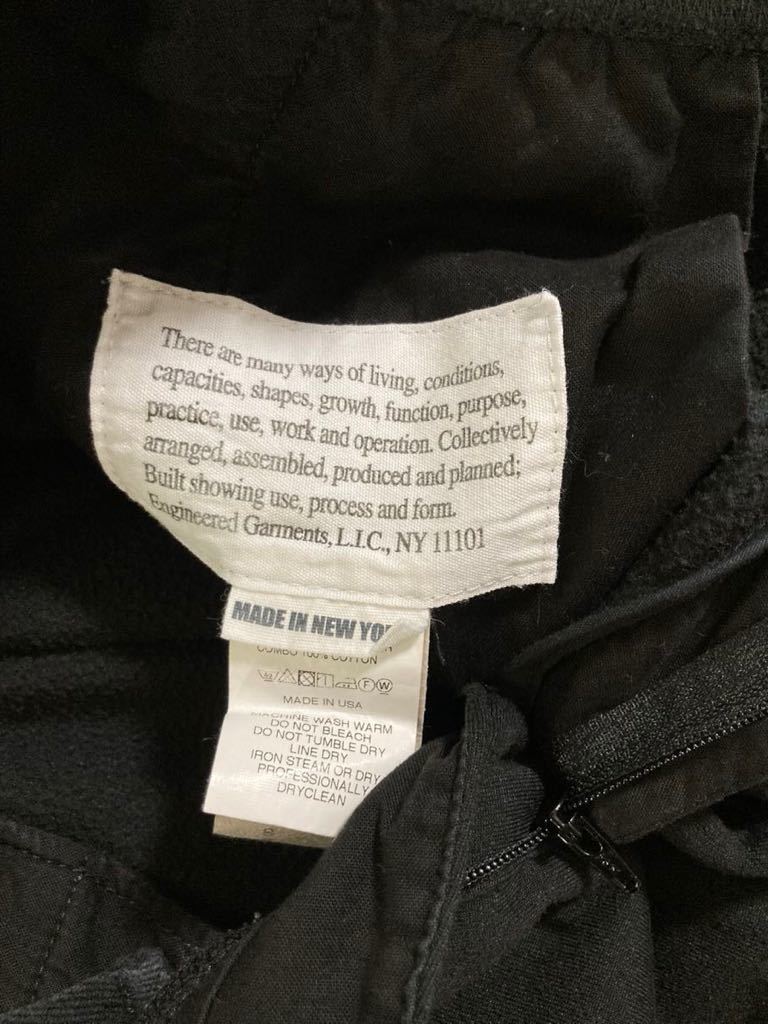 There are many ways of living, conditions,
capacities, shapes, growth, function, purpose,
practice, use, work and operation. Collectively
arranged, assembled, produced and planned;
Built showing use, process and form.
Engineered Garments, L.I.C., NY 11101
MADE IN NEW
COMBO 100% COTTON
F W
MADE IN USA
MACHINE WASH WARM
DO NOT BLEACH
DO NOT TUMBLE DRY
LINE DRY
IRON STEAM OR DRY
PROFESSIONALLY
DRYCLEAN